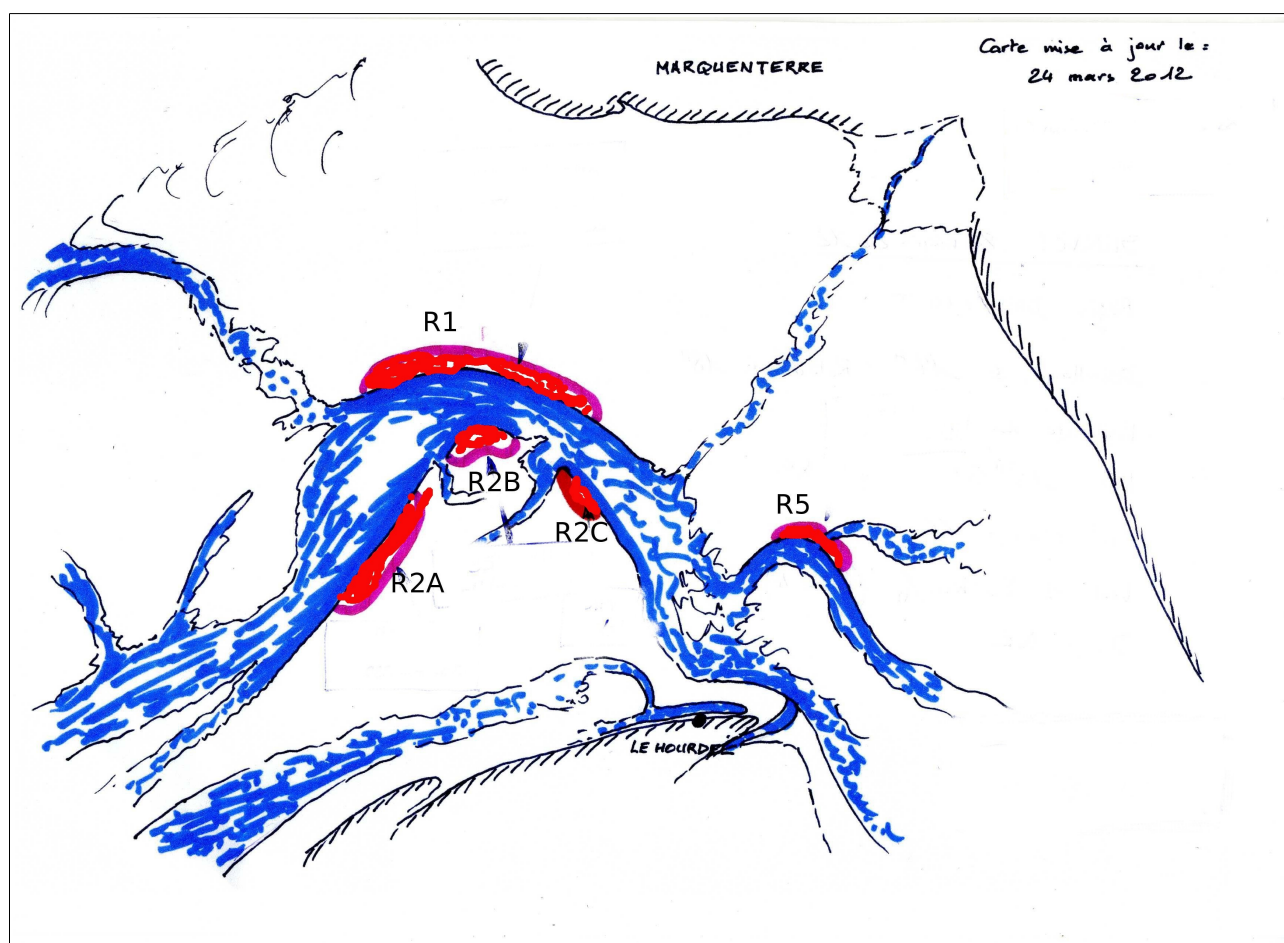 Carte mise à jour le :
24 mars 2012
MARQUENTERRE
R1
R2B
R5
R2C
R2A
LE HOURDEL